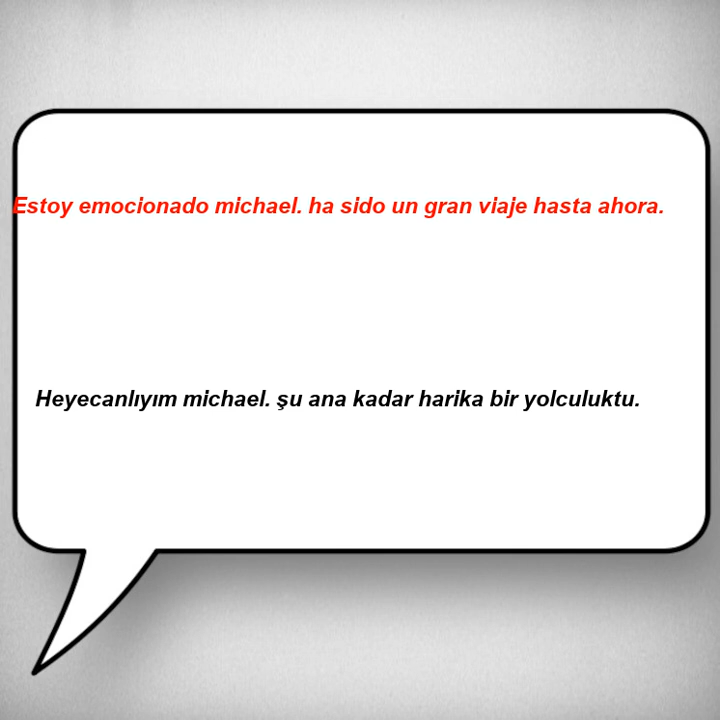 Estoy emocionado michael. ha sido un gran viaje hasta ahora.
Heyecanlıyım michael. şu ana kadar harika bir yolculuktu.